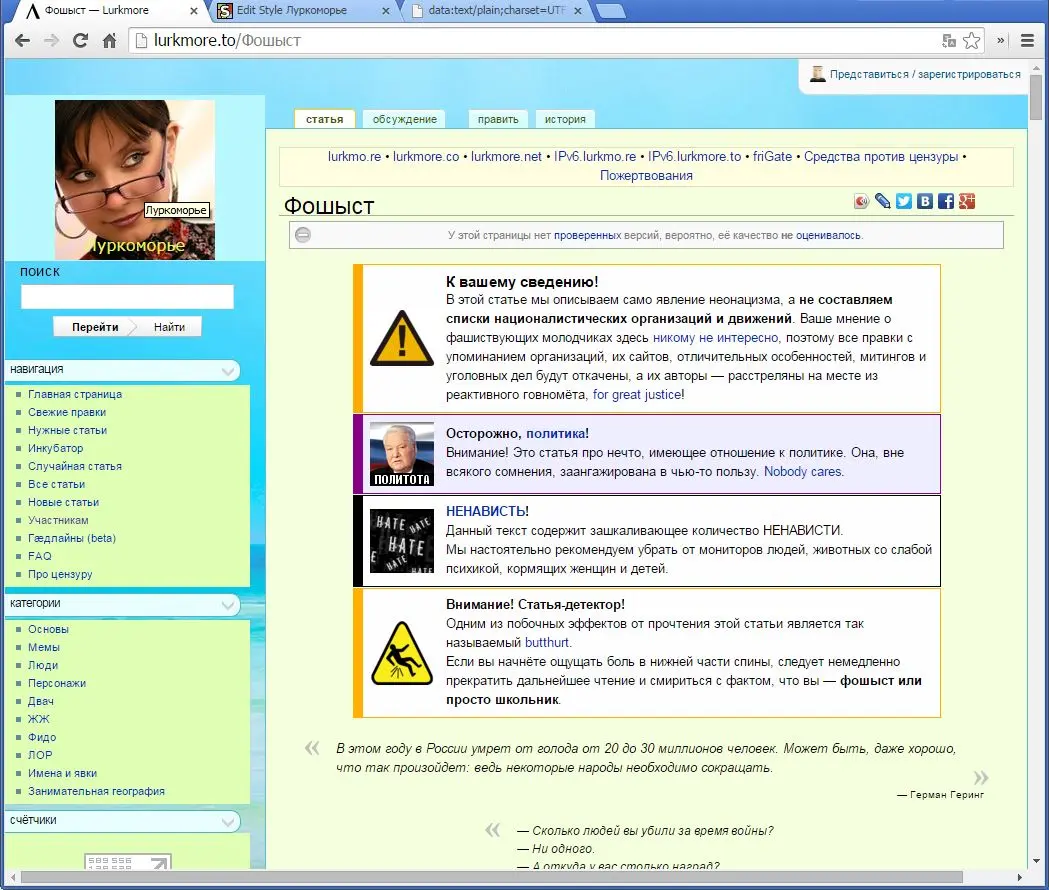 Фошыст — Lurkmore
Edit Style Луркоморье
data:text/plain;charset=UTF
lurkmore.to/Фошыст
Представиться / зарегистрироваться
статья
обсуждение
править
история
lurkmo.re • lurkmore.co • lurkmore.net • IPv6.lurkmo.re • IPv6.lurkmore.to • friGate • Средства против цензуры •
Пожертвования
Фошыст
У этой страницы нет проверенных версий, вероятно, её качество не оценивалось.
Луркоморье
Луркоморье
поиск
Перейти
Найти
навигация
Главная страница
Свежие правки
Нужные статьи
Инкубатор
Случайная статья
Все статьи
Новые статьи
Участникам
Гæдлайны (beta)
FAQ
Про цензуру
категории
Основы
Мемы
Люди
Персонажи
Двач
ЖЖ
Фидо
ЛОР
Имена и явки
Занимательная география
счётчики
К вашему сведению!
В этой статье мы описываем само явление неонацизма, а не составляем
списки националистических организаций и движений. Ваше мнение о
фашиствующих молодчиках здесь никому не интересно, поэтому все правки с
упоминанием организаций, их сайтов, отличительных особенностей, митингов и
уголовных дел будут откачены, а их авторы — расстреляны на месте из
реактивного говномёта, for great justice!
ПОЛИТОТА
Осторожно, политика!
Внимание! Это статья про нечто, имеющее отношение к политике. Она, вне
всякого сомнения, заангажирована в чью-то пользу. Nobody cares.
HATE
HATE
HATE
HATE
HATE
НЕНАВИСТЬ!
Данный текст содержит зашкаливающее количество НЕНАВИСТИ.
Мы настоятельно рекомендуем убрать от мониторов людей, животных со слабой
психикой, кормящих женщин и детей.
Внимание! Статья-детектор!
Одним из побочных эффектов от прочтения этой статьи является так
называемый butthurt.
Если вы начнёте ощущать боль в нижней части спины, следует немедленно
прекратить дальнейшее чтение и смириться с фактом, что вы — фошыст или
просто школьник.
« В этом году в России умрет от голода от 20 до 30 миллионов человек. Может быть, даже хорошо,
что так произойдет: ведь некоторые народы необходимо сокращать. »
— Герман Геринг
« — Сколько людей вы убили за время войны?
— Ни одного.
— А откуда у вас столько наград?